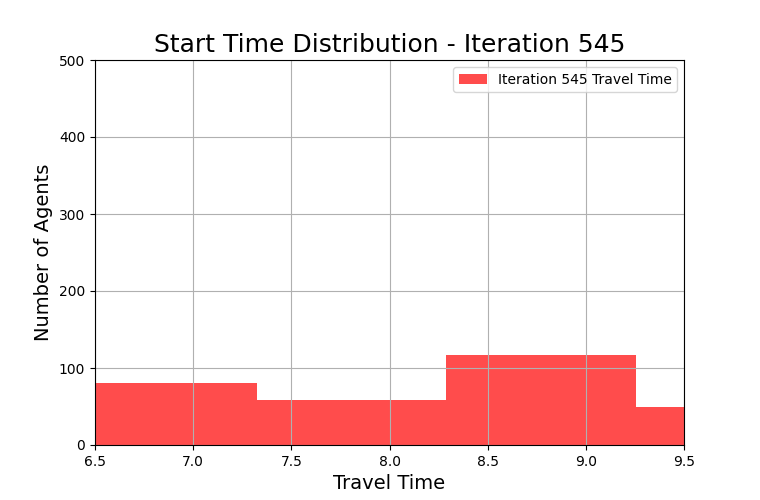 Start Time Distribution - Iteration 545
500
400
300
200
100
0
Number of Agents
Iteration 545 Travel Time
6.5 7.0 7.5 8.0 8.5 9.0 9.5
Travel Time